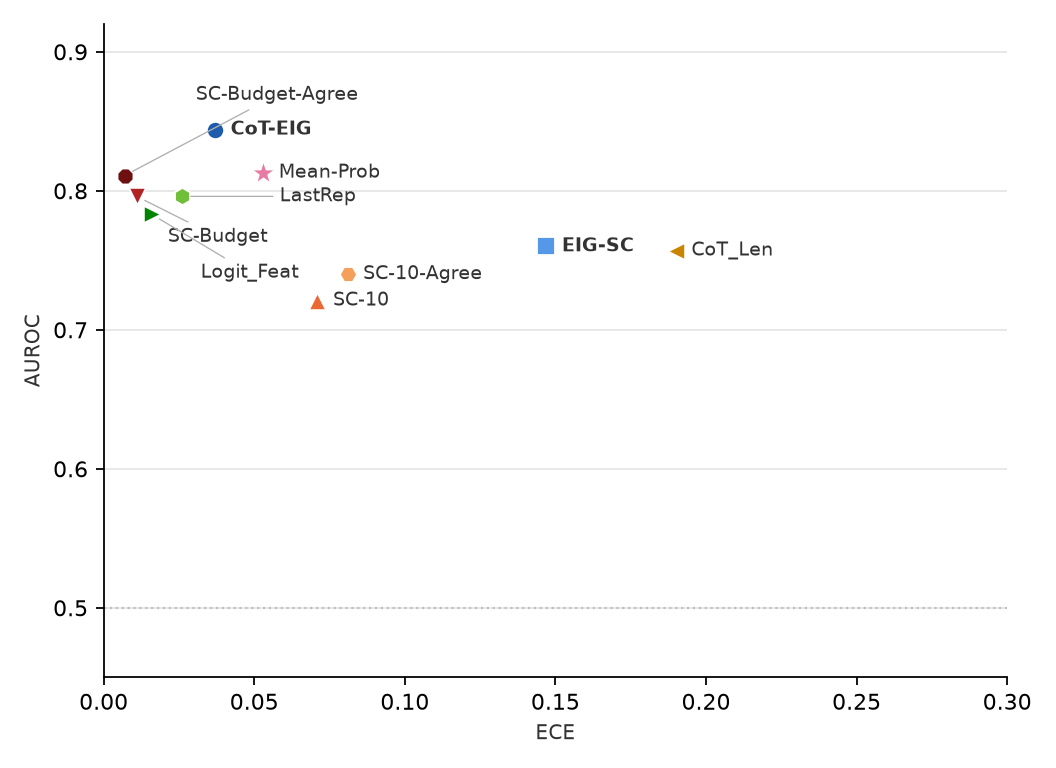 0.9
SC-Budget-Agree
CoT-EIG
Mean-Prob
0.8
LastRep
SC-Budget
EIG-SC
CoT_Len
Logit_Feat
SC-10-Agree
SC-10
0.7
AUROC
0.6
0.5
0.00 0.05 0.10 0.15 0.20 0.25 0.30
ECE